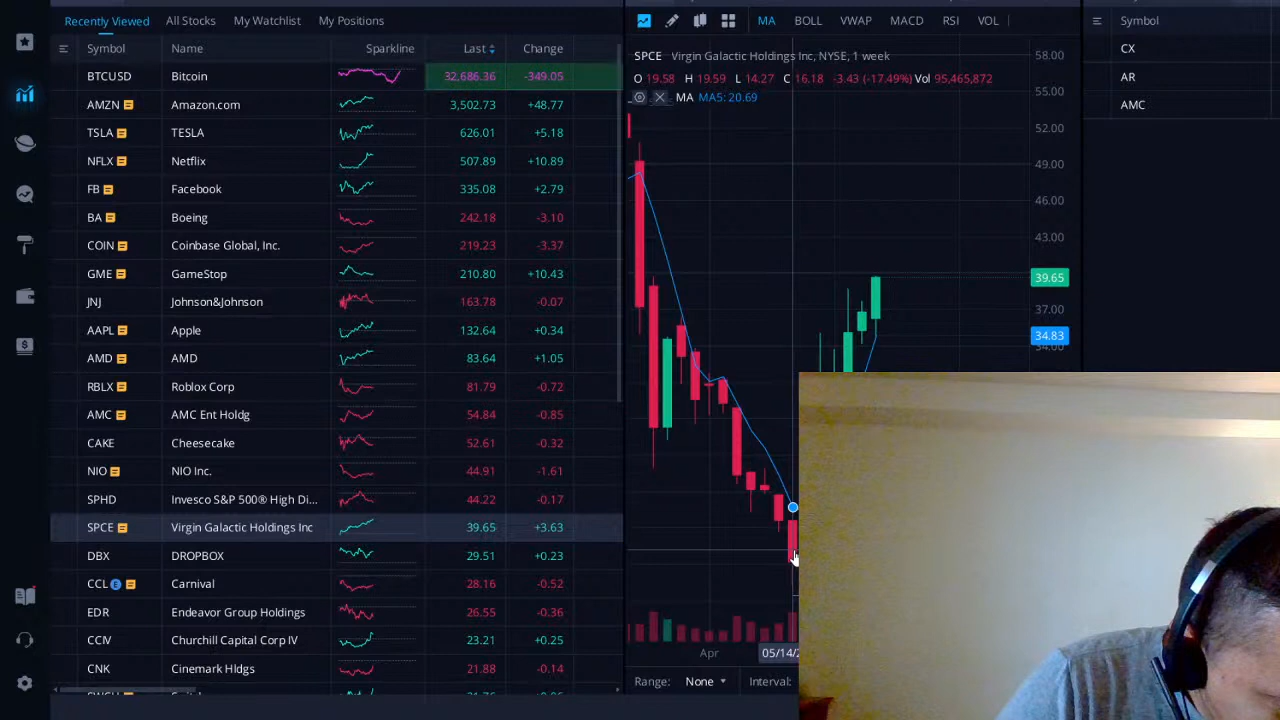 Recently Viewed All Stocks My Watchlist My Positions
Symbol Name Sparkline Last Change
BTCUSD Bitcoin 32,686.36 -349.05
AMZN Amazon.com 3,502.73 +48.77
TSLA TESLA 626.01 +5.18
NFLX Netflix 507.89 +10.89
FB Facebook 335.08 +2.79
BA Boeing 242.18 -3.10
COIN Coinbase Global, Inc. 219.23 -3.37
GME GameStop 210.80 +10.43
JNJ Johnson&Johnson 163.78 -0.07
AAPL Apple 132.64 +0.34
AMD AMD 83.64 +1.05
RBLX Roblox Corp 81.79 -0.72
AMC AMC Ent Holdg 54.84 -0.85
CAKE Cheesecake 52.61 -0.32
NIO NIO Inc. 44.91 -1.61
SPHD Invesco S&P 500® High Di... 44.22 -0.17
SPCE Virgin Galactic Holdings Inc 39.65 +3.63
DBX DROPBOX 29.51 +0.23
CCL E Carnival 28.16 -0.52
EDR Endeavor Group Holdings 26.55 -0.36
CCIV Churchill Capital Corp IV 23.21 +0.25
CNK Cinemark Hldgs 21.88 -0.14
MA BOLL VWAP MACD RSI VOL
SPCE Virgin Galactic Holdings Inc, NYSE, 1 week
O 19.58 H 19.59 L 14.27 C 16.18 -3.43 (-17.49%) Vol 95,465,872
MA MA5: 20.69
58.00
55.00
52.00
49.00
46.00
43.00
39.65
37.00
34.83
34.00
Apr 05/14/2
Range: None Interval:
Symbol
CX
AR
AMC